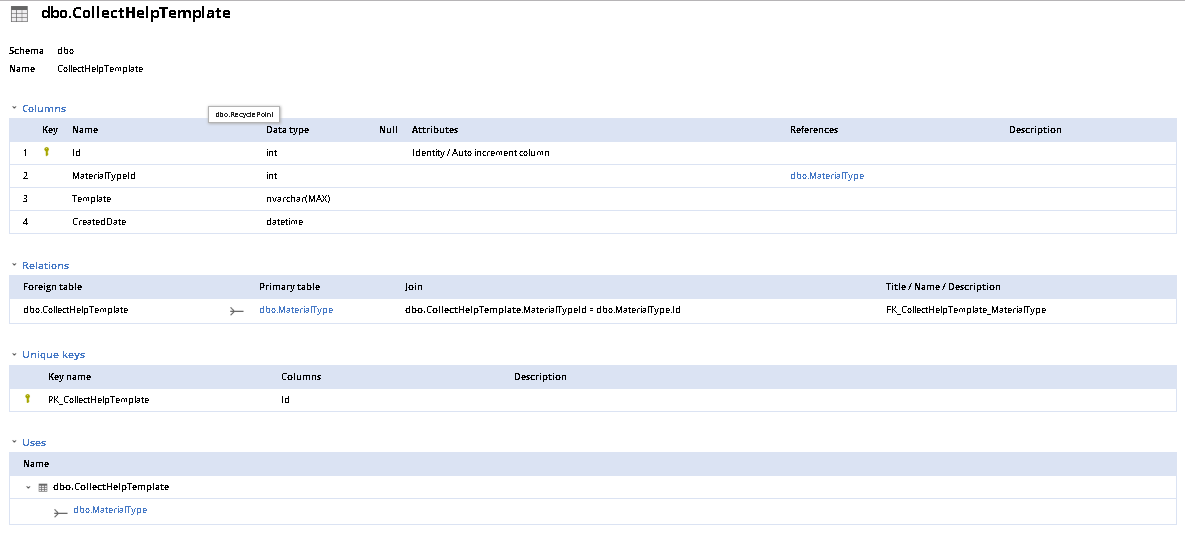 dbo.CollectHelpTemplate
Schema dbo
Name CollectHelpTemplate
Columns
dbo.RecyclePoint
Key Name Data type Null Attributes References Description
1 Id int Identity / Auto increment column
2 MaterialTypeId int dbo.MaterialType
3 Template nvarchar(MAX)
4 CreatedDate datetime
Relations
Foreign table Primary table Join Title / Name / Description
dbo.CollectHelpTemplate dbo.MaterialType dbo.CollectHelpTemplate.MaterialTypeId = dbo.MaterialType.Id FK_CollectHelpTemplate_MaterialType
Unique keys
Key name Columns Description
PK_CollectHelpTemplate Id
Uses
Name
dbo.CollectHelpTemplate
dbo.MaterialType